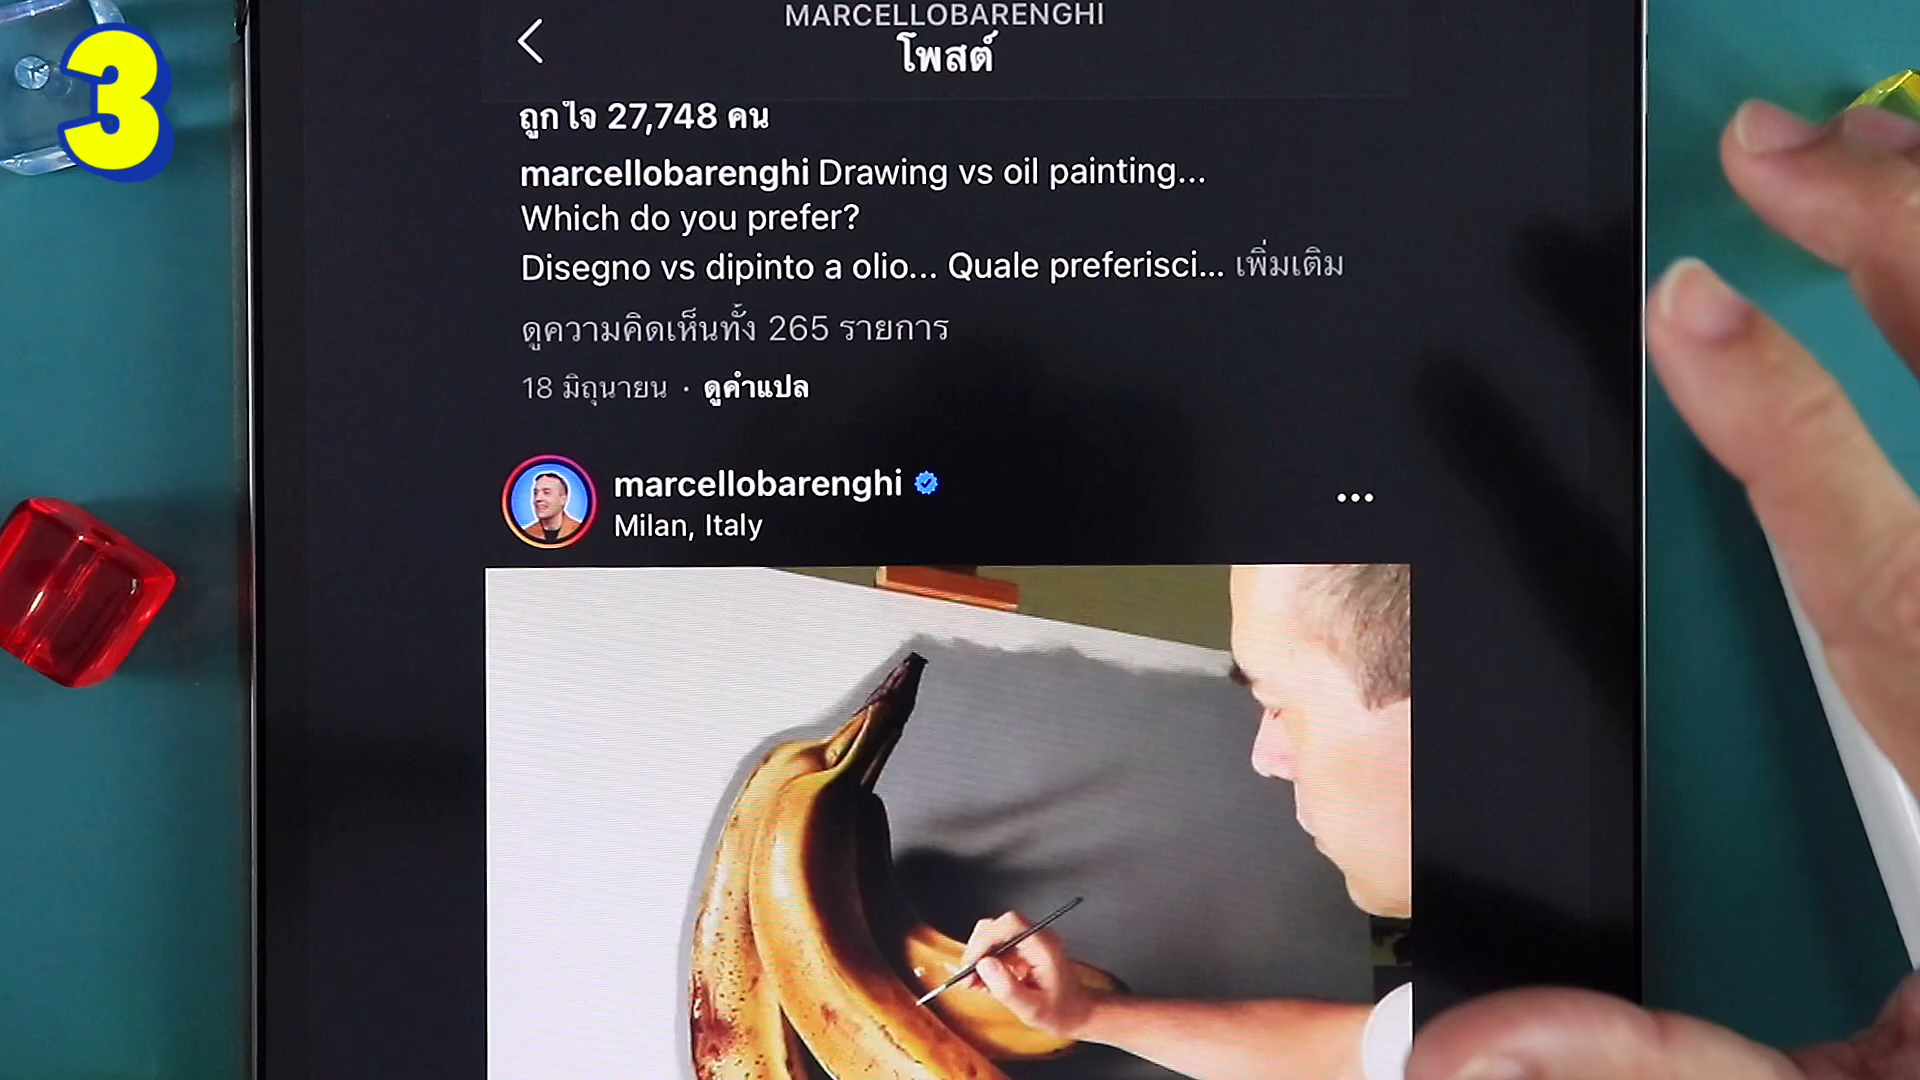 3
MARCELLOBARENGHI
โพสต์
ถูกใจ 27,748 คน
marcellobarenghi Drawing vs oil painting...
Which do you prefer?
Disegno vs dipinto a olio... Quale preferisci... เพิ่มเติม
ดูความคิดเห็นทั้ง 265 รายการ
18 มิถุนายน · ดูคำแปล
marcellobarenghi
Milan, Italy